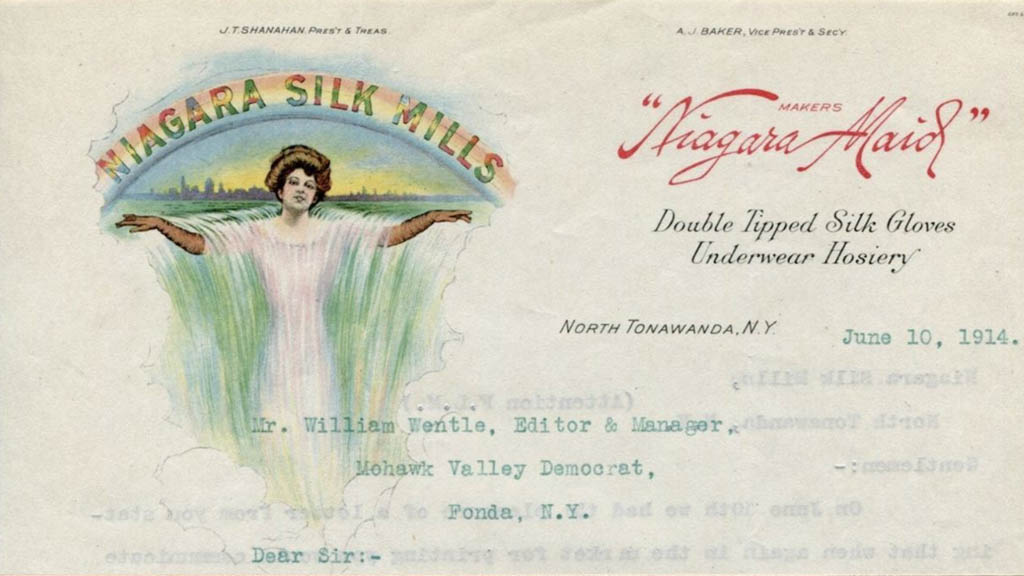 J.T. SHANAHAN, PRES'T & TREAS.
A.J. BAKER, VICE PRES'T & SEC'Y
NIAGARA SILK MILLS
MAKERS
"Niagara Maid"
Double Tipped Silk Gloves
Underwear Hosiery
NORTH TONAWANDA, N.Y.
June 10, 1914.
Mr. William Wentle, Editor & Manager,
Mohawk Valley Democrat,
Fonda, N.Y.
Dear Sir:-